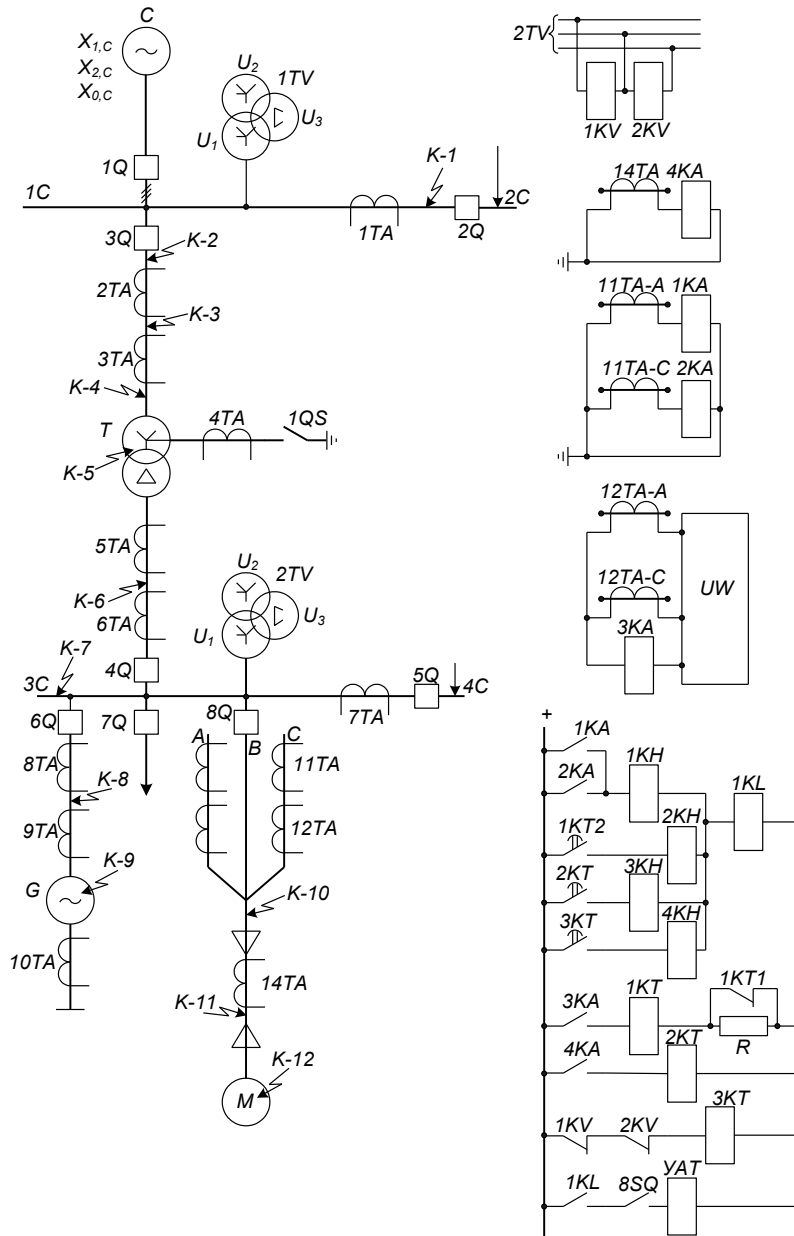 C
X1,C
X2,C
X0,C
U2
1TV
U3
U1
1Q
1C
K-1
2C
1TA
2Q
3Q
K-2
2TA
K-3
3TA
K-4
T
4TA
1QS
K-5
5TA
K-6
6TA
U2
2TV
U3
U1
K-7
4Q
3C
5Q
4C
7TA
6Q
7Q
8Q
A
B
C
8TA
11TA
K-8
9TA
12TA
K-9
G
K-10
10TA
14TA
K-11
K-12
M
2TV
1KV
2KV
14TA
4KA
11TA-A
1KA
11TA-C
2KA
12TA-A
12TA-C
UW
3KA
+
1KA
1KH
2KA
1KL
1KT2
2KH
2KT
3KH
3KT
4KH
3KA
1KT
1KT1
R
4KA
2KT
3KT
1KV
2KV
1KL
8SQ
УАТ